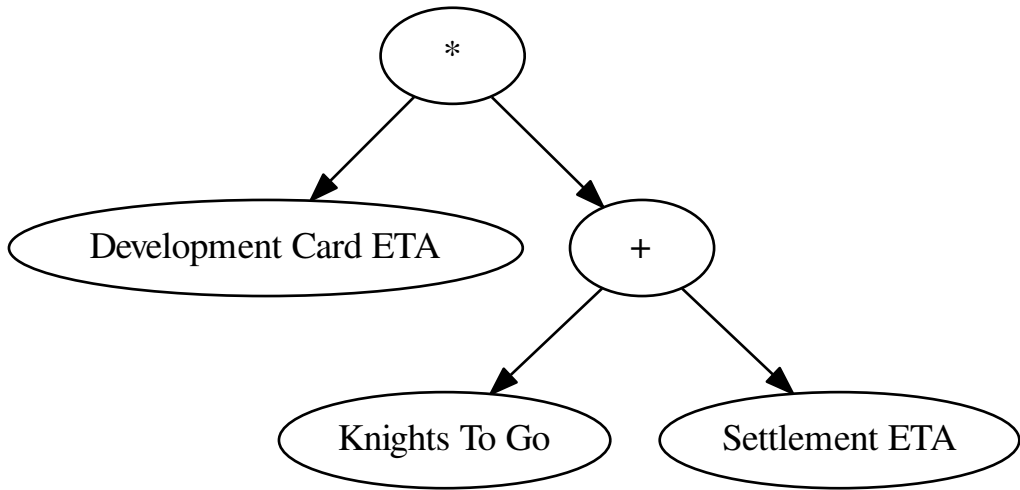 *
Development Card ETA
+
Knights To Go
Settlement ETA